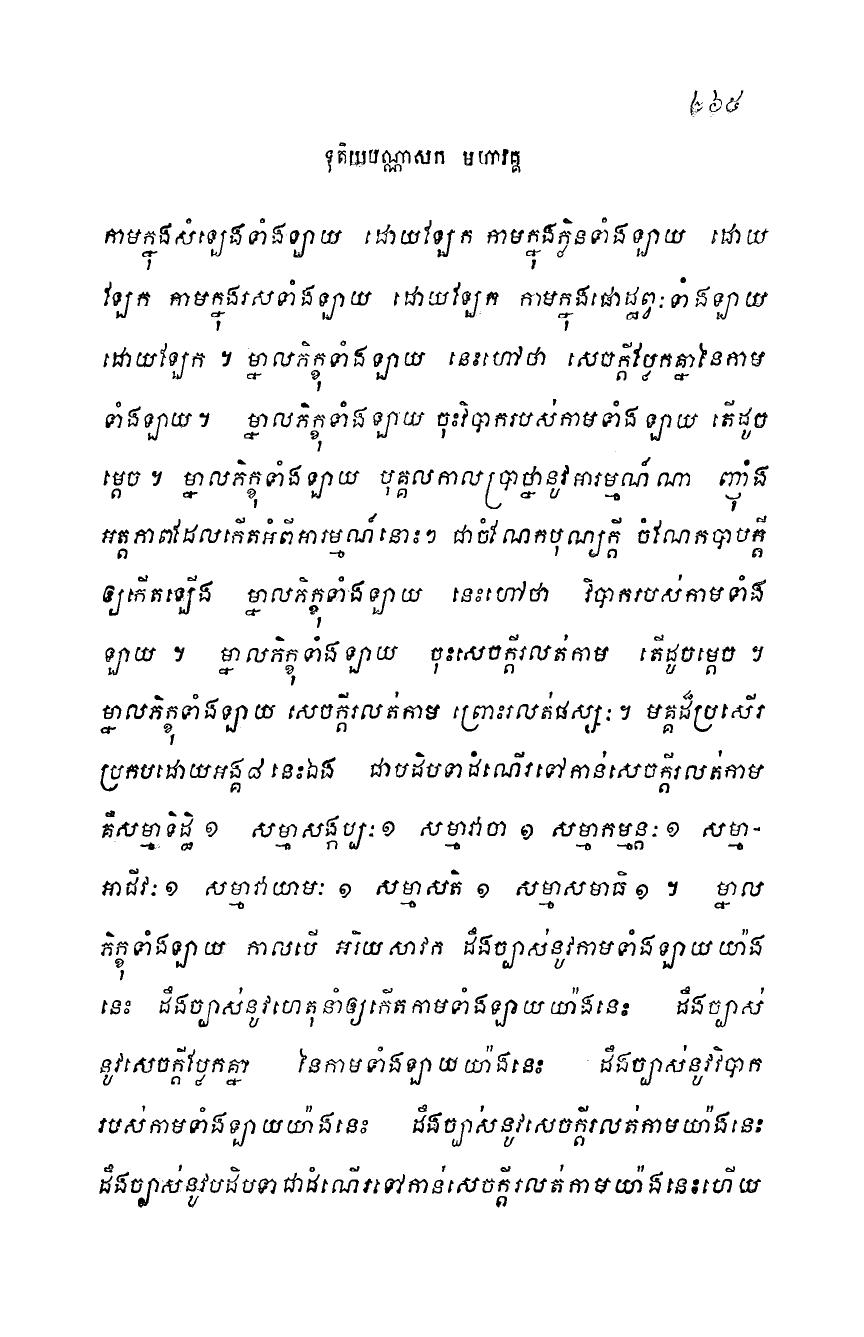 ៤៦៥
ទុតិយបណ្ណាសក មហាវគ្គ
កាមក្នុងសំឡេងទាំងឡាយ ដោយឡែក កាមក្នុងក្លិនទាំងឡាយ ដោយ
ឡែក កាមក្នុងរសទាំងឡាយ ដោយឡែក កាមក្នុងផោដ្ឋព្វៈទាំងឡាយ
ដោយឡែក ។ ម្នាលភិក្ខុទាំងឡាយ នេះហៅថា សេចក្តីប្លែកគ្នានៃកាម
ទាំងឡាយ។ ម្នាលភិក្ខុទាំងឡាយ ចុះវិបាករបស់កាមទាំងឡាយ តើដូច
ម្តេច ។ ម្នាលភិក្ខុទាំងឡាយ បុគ្គលកាលប្រាថ្នានូវអារម្មណ៍ណា ញ៉ាំង
អត្តភាពដែលកើតអំពីអារម្មណ៍នោះៗ ជាចំណែកបុណ្យក្តី ចំណែកបាបក្តី
ឲ្យកើតឡើង ម្នាលភិក្ខុទាំងឡាយ នេះហៅថា វិបាករបស់កាមទាំង
ឡាយ ។ ម្នាលភិក្ខុទាំងឡាយ ចុះសេចក្តីរលត់កាម តើដូចម្តេច ។
ម្នាលភិក្ខុទាំងឡាយ សេចក្តីរលត់កាម ព្រោះរលត់ផស្សៈ ។ មគ្គដ៏ប្រសើរ
ប្រកបដោយអង្គ៨នេះឯង ជាបដិបទាដំណើរទៅកាន់សេចក្តីរលត់កាម
គឺសម្មាទិដ្ឋិ ១ សម្មាសង្កប្បៈ ១ សម្មាវាចា ១ សម្មាកម្មន្តៈ ១ សម្មា-
អាជីវៈ ១ សម្មាវាយាមៈ ១ សម្មាសតិ ១ សម្មាសមាធិ ១ ។ ម្នាល
ភិក្ខុទាំងឡាយ កាលបើ អរិយសាវក ដឹងច្បាស់នូវកាមទាំងឡាយយ៉ាង
នេះ ដឹងច្បាស់នូវហេតុនាំឲ្យកើតកាមទាំងឡាយយ៉ាងនេះ ដឹងច្បាស់
នូវសេចក្តីប្លែកគ្នា នៃកាមទាំងឡាយយ៉ាងនេះ ដឹងច្បាស់នូវវិបាក
របស់កាមទាំងឡាយយ៉ាងនេះ ដឹងច្បាស់នូវសេចក្តីរលត់កាមយ៉ាងនេះ
ដឹងច្បាស់នូវបដិបទាជាដំណើរទៅកាន់សេចក្តីរលត់កាមយ៉ាងនេះហើយ